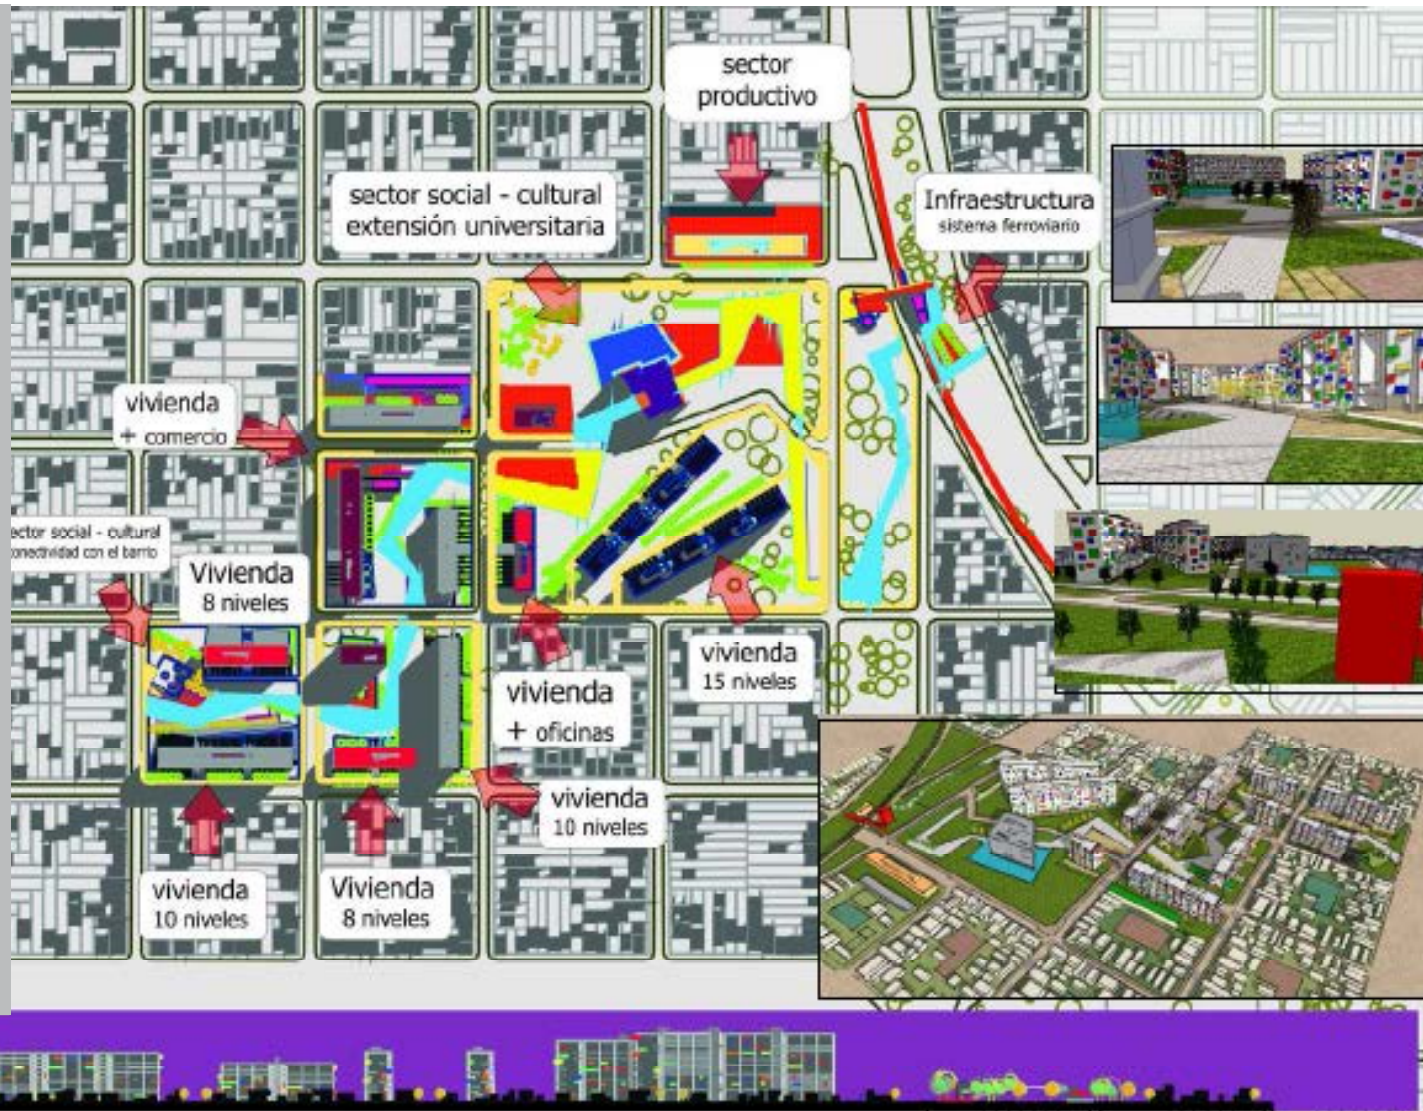 sector
productivo
sector social - cultural
extensión universitaria
Infraestructura
sistema ferroviario
vivienda
+ comercio
ector social - cultural
onectividad con el barrio
Vivienda
8 niveles
vivienda
15 niveles
vivienda
+ oficinas
vivienda
10 niveles
vivienda
10 niveles
Vivienda
8 niveles